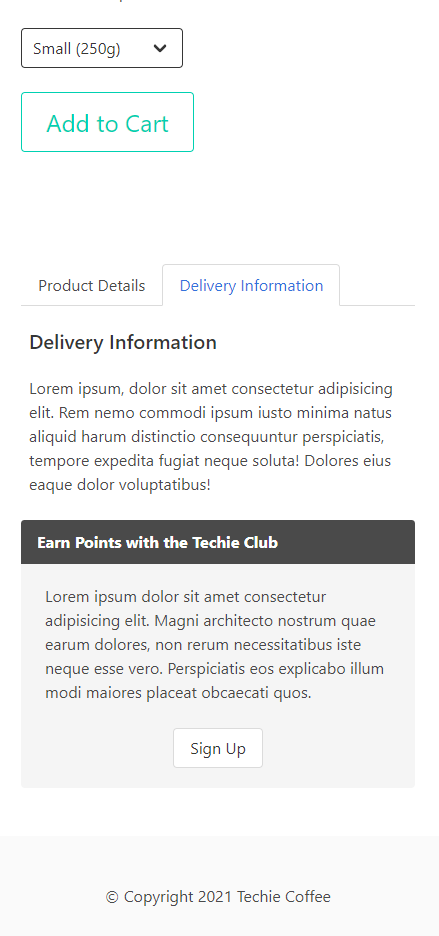 Small (250g)
Add to Cart
Product Details
Delivery Information
Delivery Information
Lorem ipsum, dolor sit amet consectetur adipisicing
elit. Rem nemo commodi ipsum iusto minima natus
aliquid harum distinctio consequuntur perspiciatis,
tempore expedita fugiat neque soluta! Dolores eius
eaque dolor voluptatibus!
Earn Points with the Techie Club
Lorem ipsum dolor sit amet consectetur
adipisicing elit. Magni architecto nostrum quae
earum dolores, non rerum necessitatibus iste
neque esse vero. Perspiciatis eos explicabo illum
modi maiores placeat obcaecati quos.
Sign Up
© Copyright 2021 Techie Coffee